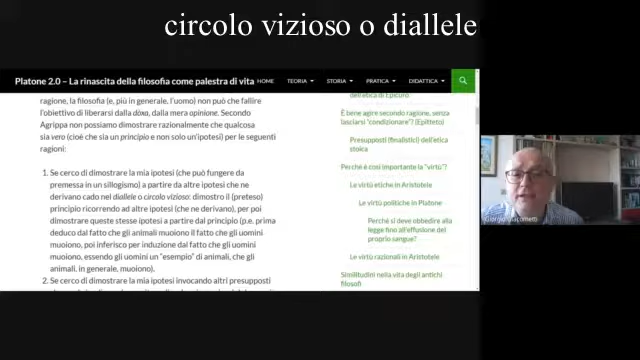 circolo vizioso o diallele
Platone 2.0 – La rinascita della filosofia come palestra di vita
HOME
TEORIA
STORIA
PRATICA
DIDATTICA
ragione, la filosofia (e, più in generale, l'uomo) non può che fallire
l'obiettivo di liberarsi dalla dòxa, dalla mera opinione. Secondo
Agrippa non possiamo dimostrare razionalmente che qualcosa
sia vero (cioè che sia un principio e non solo un'ipotesi) per le seguenti
ragioni:
1. Se cerco di dimostrare la mia ipotesi (che può fungere da
premessa in un sillogismo) a partire da altre ipotesi che ne
derivano cado nel diallele o circolo vizioso: dimostro il (preteso)
principio ricorrendo ad altre ipotesi che ne derivano, per poi
dimostrare queste stesse ipotesi a partire dal principio (p.e. prima
deduco dal fatto che gli animali muoiono il fatto che gli uomini
muoiono, poi inferisco per induzione dal fatto che gli uomini
muoiono, essendo gli uomini un "esempio" di animali, che gli
animali, in generale, muoiono).
2. Se cerco di dimostrare la mia ipotesi invocando altri presupposti
dell'etica di Epicuro
È bene agire secondo ragione, senza
lasciarsi "condizionare"? (Epitteto)
Presupposti (finalistici) dell'etica
stoica
Perché è così importante la "virtù"?
Le virtù etiche in Aristotele
Le virtù politiche in Platone
Perché si deve obbedire alla
legge fino all'effusione del
proprio sangue?
Le virtù razionali in Aristotele
Similitudini nella vita degli antichi
filosofi
Giorgio Giacometti